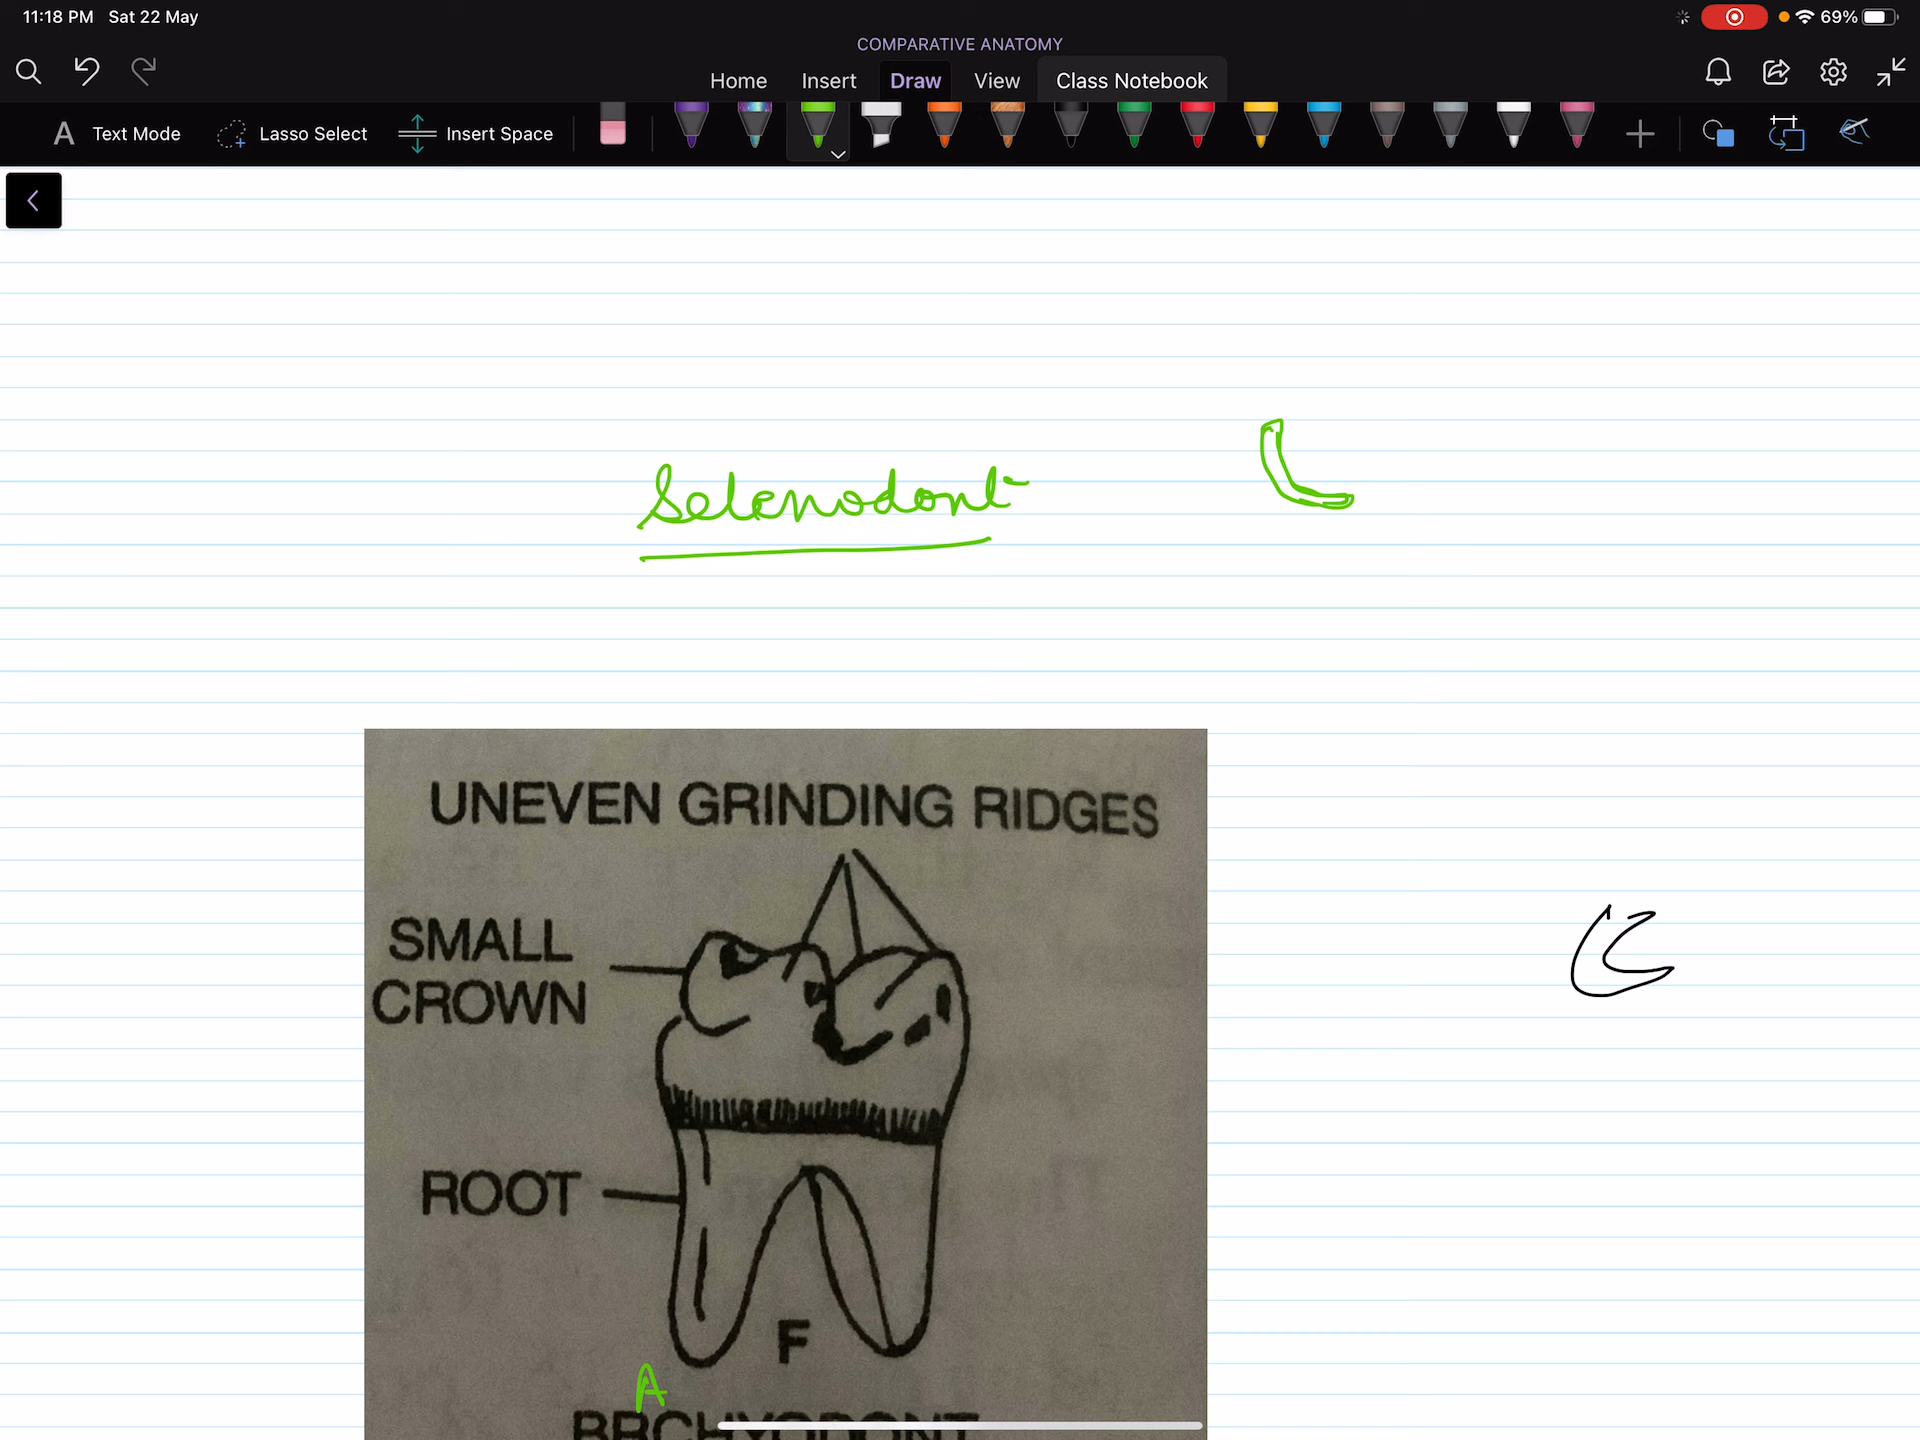 11:18 PM Sat 22 May
69%
COMPARATIVE ANATOMY
Home Insert Draw View Class Notebook
A Text Mode Lasso Select Insert Space
Selenodont
UNEVEN GRINDING RIDGES
SMALL
CROWN
ROOT
F
A
BRCHYODONT